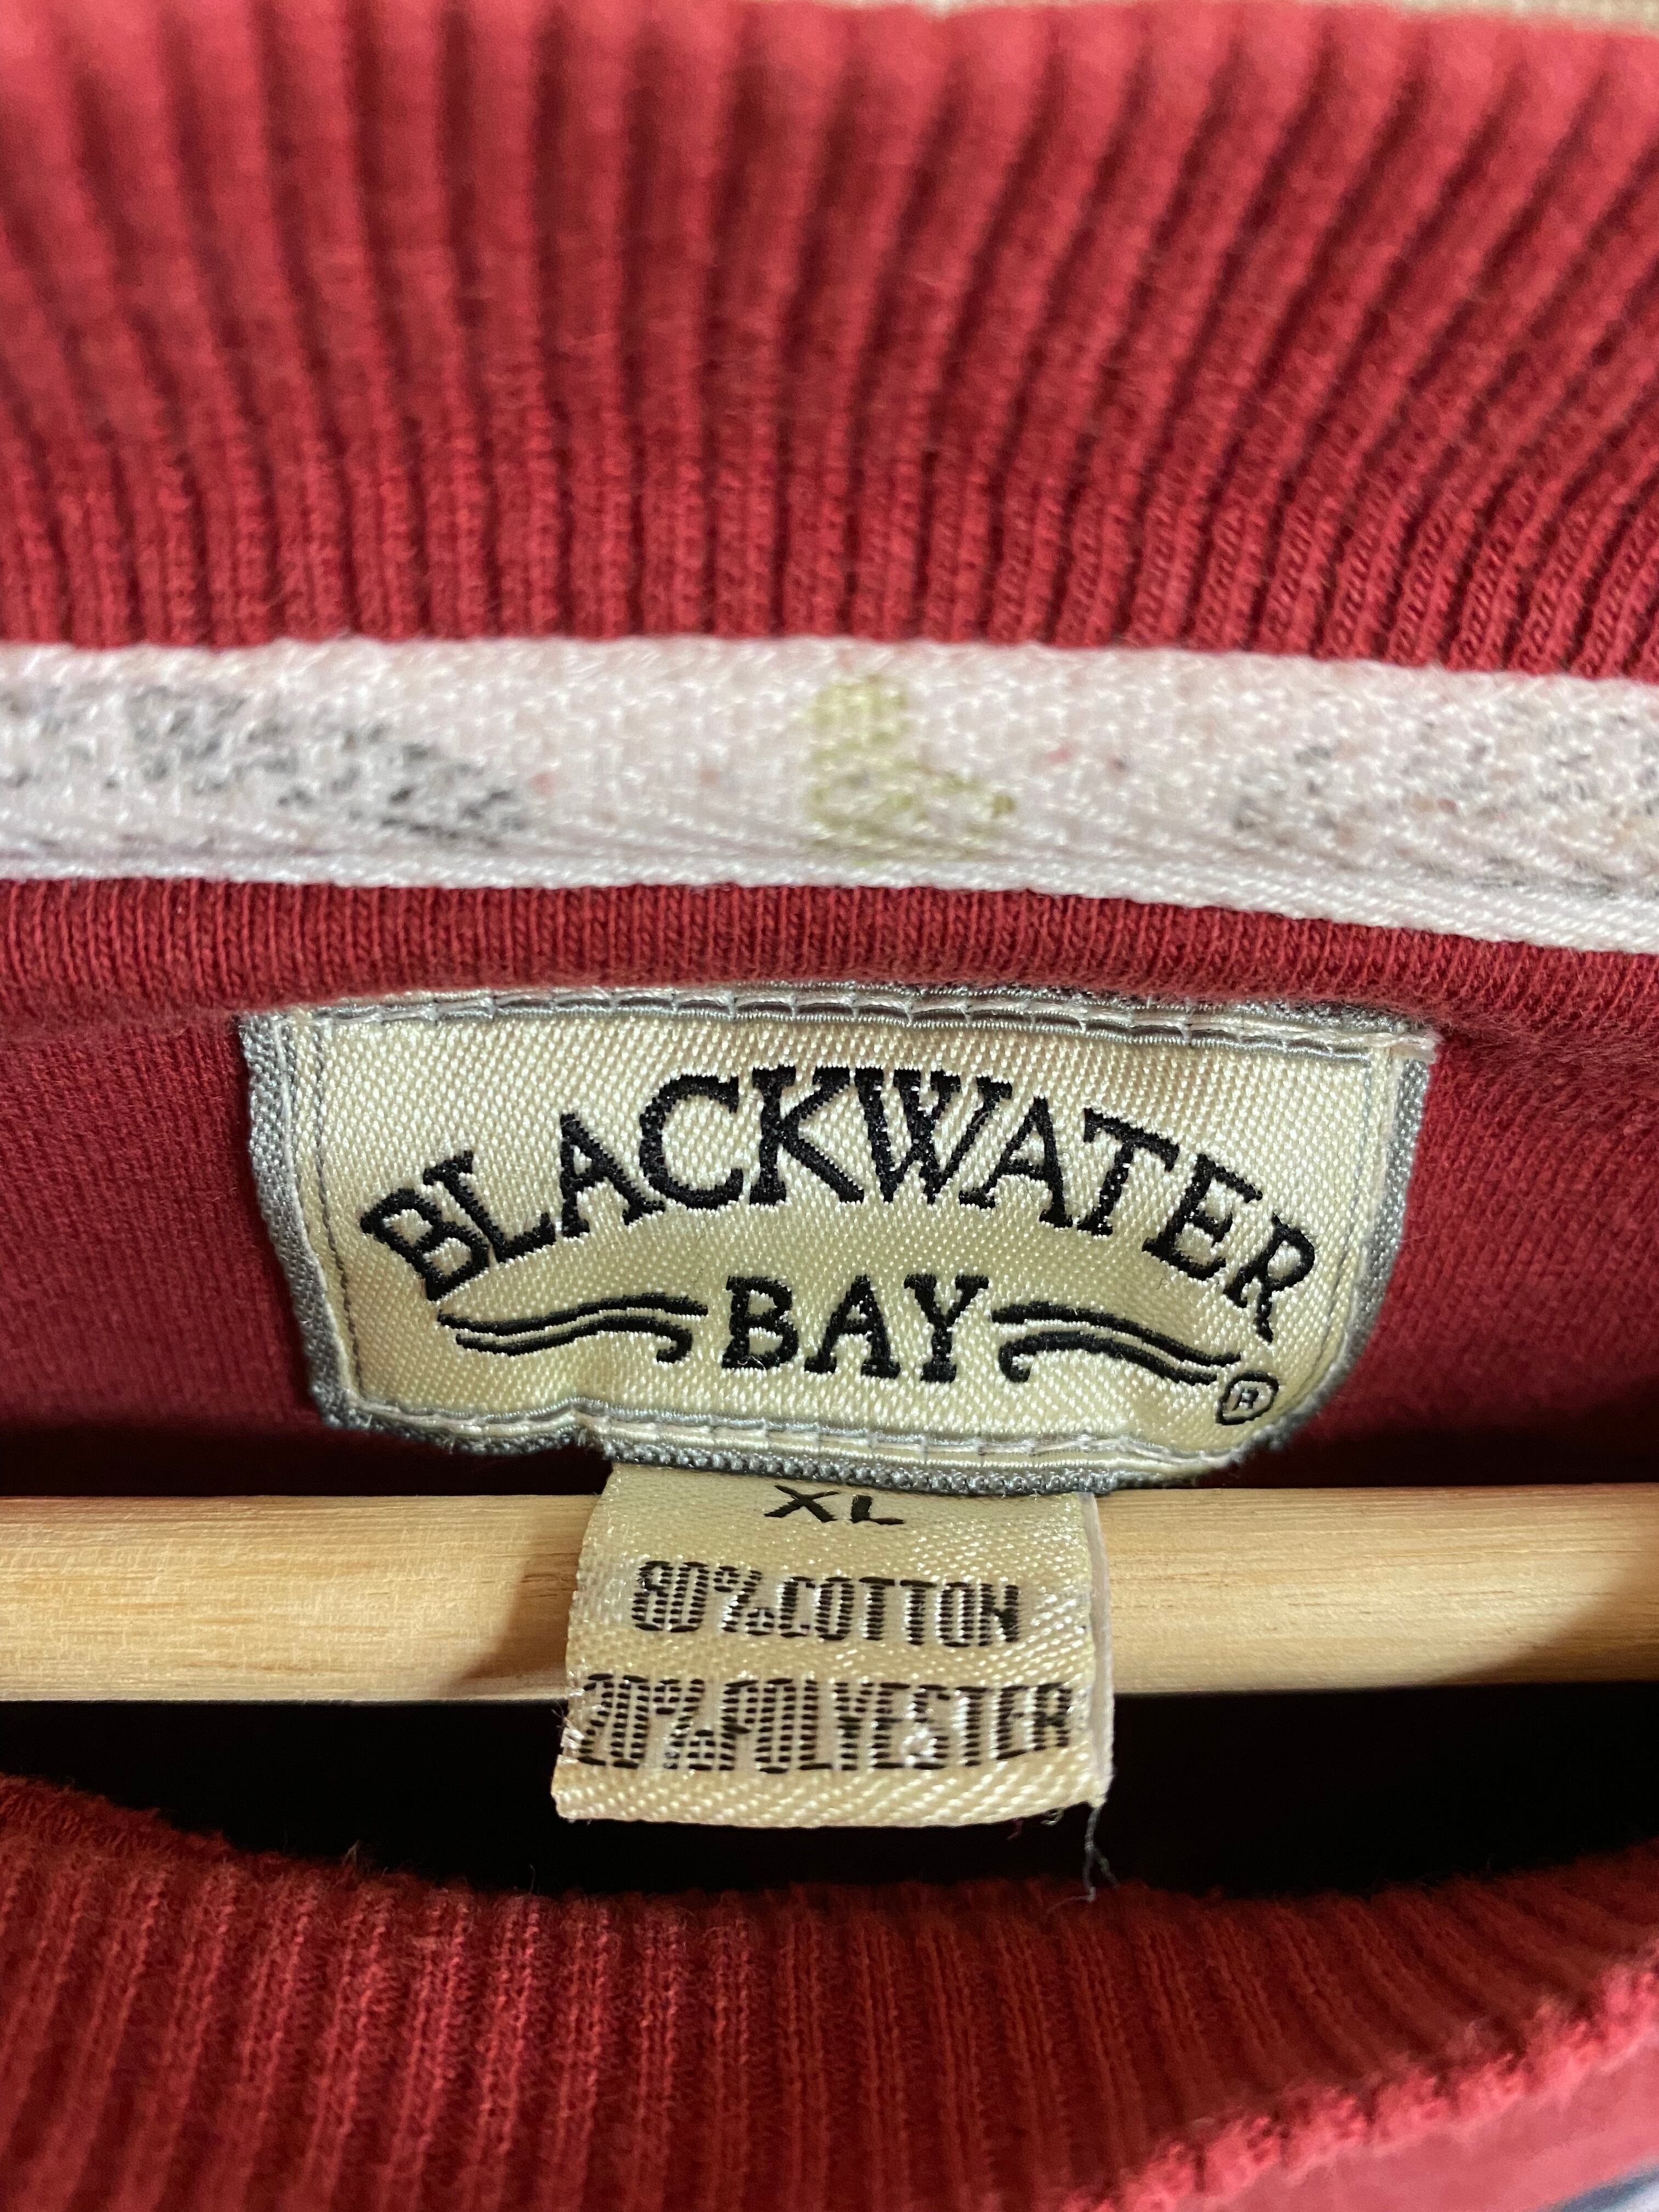 BLACKWATER
BAY
®
XL
80%COTTON
20%POLYESTER